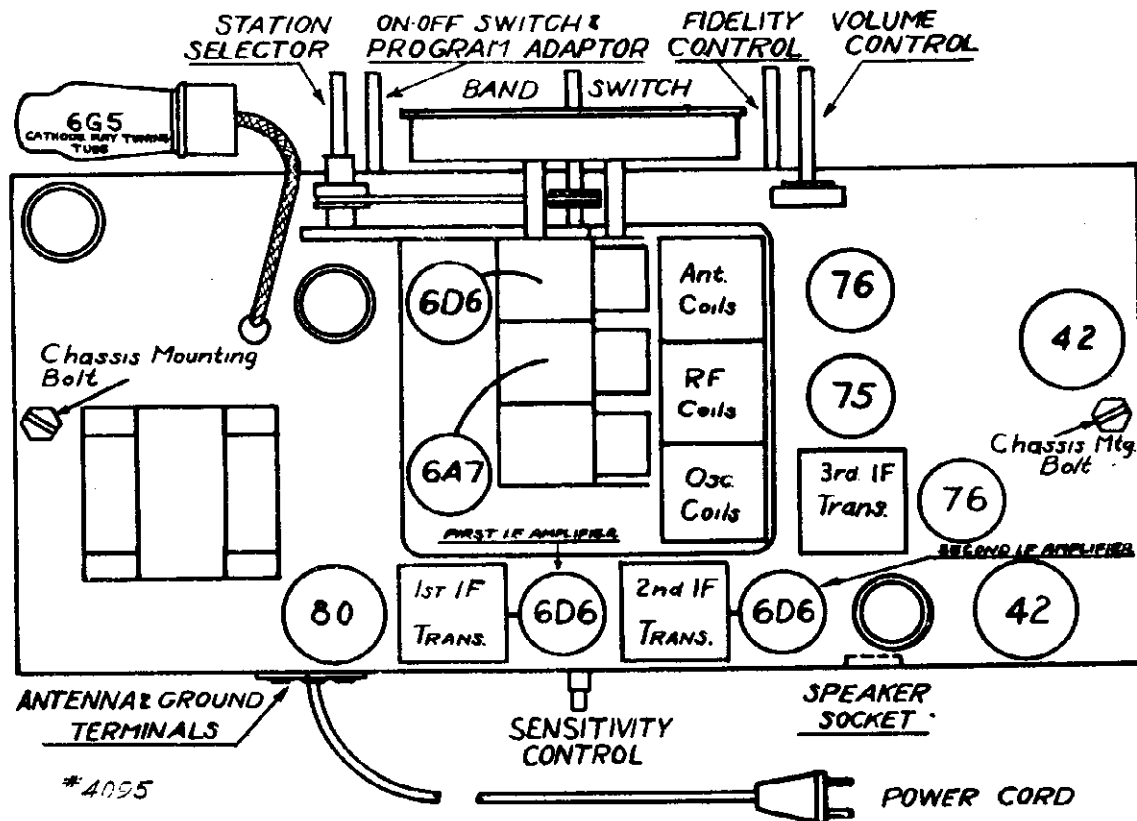 STATION
SELECTOR
ON-OFF SWITCH &
PROGRAM ADAPTOR
FIDELITY
CONTROL
VOLUME
CONTROL
BAND SWITCH
6G5
CATHODE RAY TUNING
TUBE
6D6
Ant.
Coils
76
42
Chassis Mounting
Bolt
RF
Coils
75
6A7
Osc.
Coils
3rd. IF
Trans.
76
Chassis Mtg.
Bolt
FIRST I.F. AMPLIFIER
SECOND I.F. AMPLIFIER
80
1ST IF
TRANS.
6D6
2nd IF
TRANS.
6D6
42
ANTENNA & GROUND
TERMINALS
SENSITIVITY
CONTROL
SPEAKER
SOCKET
#4095
POWER CORD